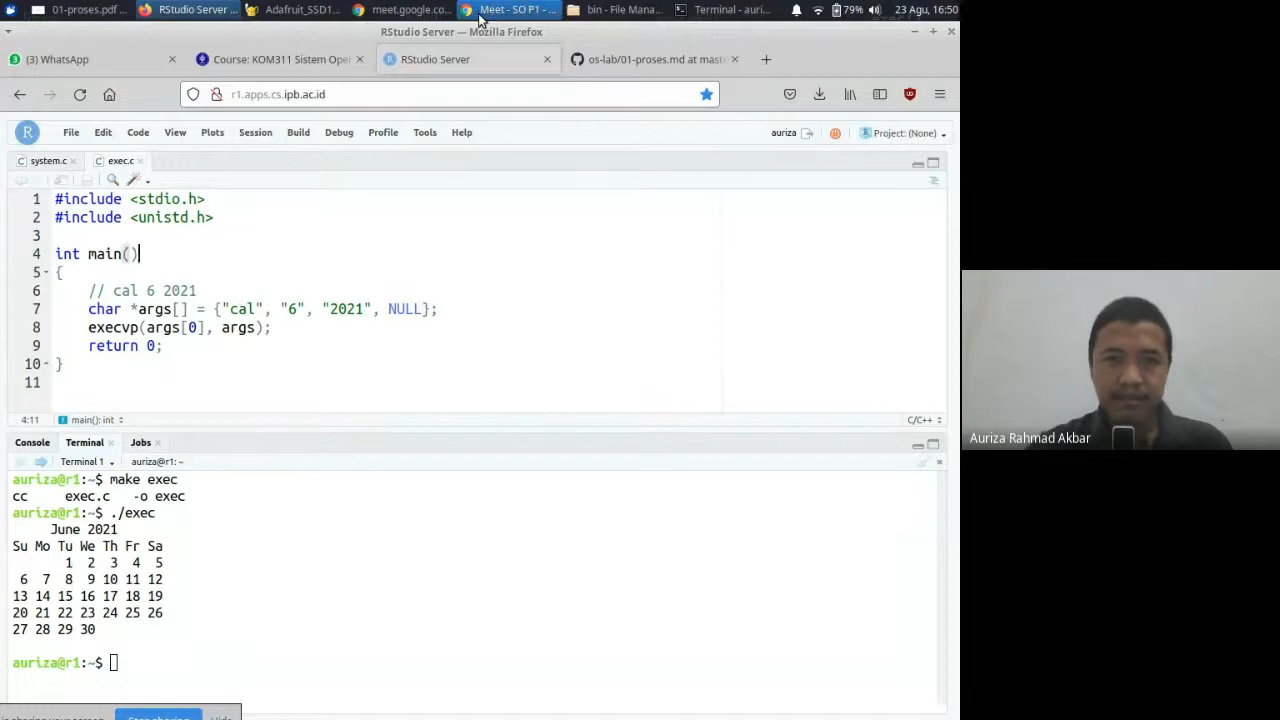 01-proses.pdf ...
RStudio Server ...
Adafruit_SSD1...
meet.google.co...
Meet - SO P1 - ...
bin - File Mana...
Terminal - auri...
79%
23 Agu, 16:50
RStudio Server — Mozilla Firefox
(3) WhatsApp
Course: KOM311 Sistem Ope
RStudio Server
os-lab/01-proses.md at mast
r1.apps.cs.ipb.ac.id
File Edit Code View Plots Session Build Debug Profile Tools Help
auriza
Project: (None)
system.c
exec.c
1 #include <stdio.h>
2 #include <unistd.h>
3
4 int main()
5 {
6 // cal 6 2021
7 char *args[] = {"cal", "6", "2021", NULL};
8 execvp(args[0], args);
9 return 0;
10 }
11
4:11 main(): int
C/C++
Console Terminal Jobs
Terminal 1 auriza@r1: ~
auriza@r1:~$ make exec
cc exec.c -o exec
auriza@r1:~$ ./exec
June 2021
Su Mo Tu We Th Fr Sa
1 2 3 4 5
6 7 8 9 10 11 12
13 14 15 16 17 18 19
20 21 22 23 24 25 26
27 28 29 30
auriza@r1:~$
Auriza Rahmad Akbar